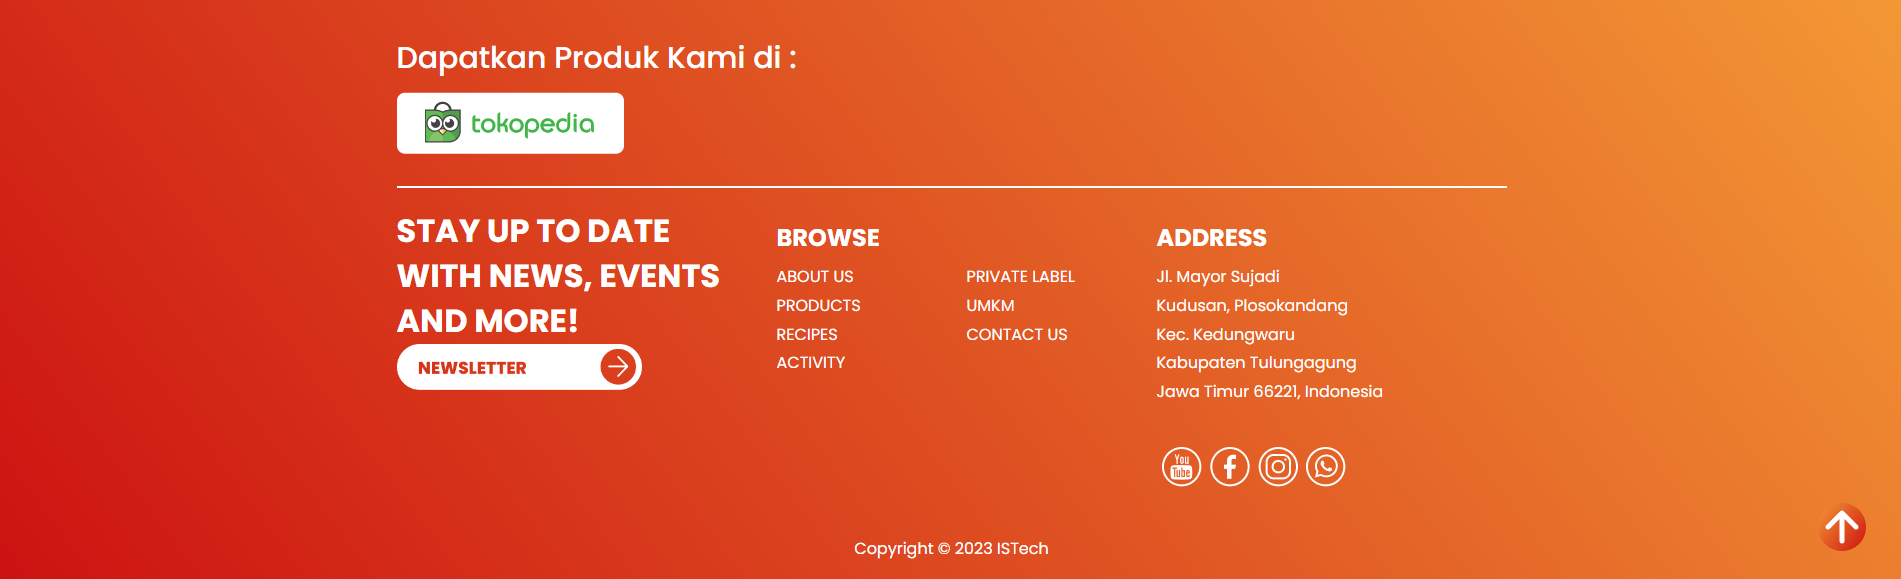 Dapatkan Produk Kami di :
tokopedia
STAY UP TO DATE
WITH NEWS, EVENTS
AND MORE!
NEWSLETTER
BROWSE
ABOUT US
PRODUCTS
RECIPES
ACTIVITY
PRIVATE LABEL
UMKM
CONTACT US
ADDRESS
Jl. Mayor Sujadi
Kudusan, Plosokandang
Kec. Kedungwaru
Kabupaten Tulungagung
Jawa Timur 66221, Indonesia
You
Tube
Copyright © 2023 ISTech